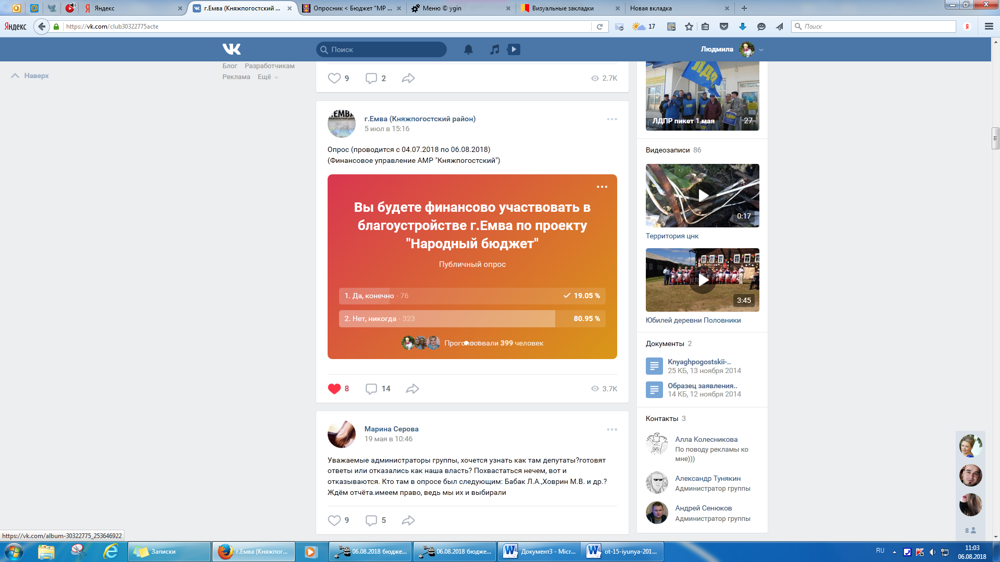 Яндекс
г.Емва (Княжпогостский ...
Опросник < Бюджет "МР ...
Меню © ygin
Визуальные закладки
Новая вкладка
Яндекс
https://vk.com/club30322775acte
17
Поиск
Я
Поиск
Людмила
Наверх
Блог Разработчикам
Реклама Ещё
9 2 2.7K
г.Емва (Княжпогостский район)
5 июл в 15:16
Опрос (проводится с 04.07.2018 по 06.08.2018)
(Финансовое управление АМР "Княжпогостский")
Вы будете финансово участвовать в
благоустройстве г.Емва по проекту
"Народный бюджет"
Публичный опрос
1. Да, конечно · 76 19.05 %
2. Нет, никогда · 323 80.95 %
Проголосовали 399 человек
8 14 3.7K
Марина Серова
19 мая в 10:46
Уважаемые администраторы группы, хочется узнать как там депутаты?готовят
ответы или отказались как наша власть? Похвастаться нечем, вот и
отказываются. Кто там в опросе был следующим: Бабак Л.А.,Ховрин М.В. и др.?
Ждём отчёта.имеем право, ведь мы их и выбирали
9 5
ЛДПР
ЛДПР
ЛДПР пикет 1 мая 27
Видеозаписи 86
0:17
Территория цнк
3:45
Юбилей деревни Половники
Документы 2
Knyaghpogostskii-..
25 КБ, 13 ноября 2014
Образец заявления..
14 КБ, 12 ноября 2014
Контакты 3
Алла Колесникова
По поводу рекламы ко
мне)))
Александр Тунякин
Администратор группы
Андрей Сенюков
Администратор группы
8
https://vk.com/album-30322775_253646922
Записки
г.Емва (Княжпог...
06.08.2018 бюдже...
06.08.2018 бюдже...
Документ3 - Micr...
ot-15-iyunya-201...
RU
11:03
06.08.2018